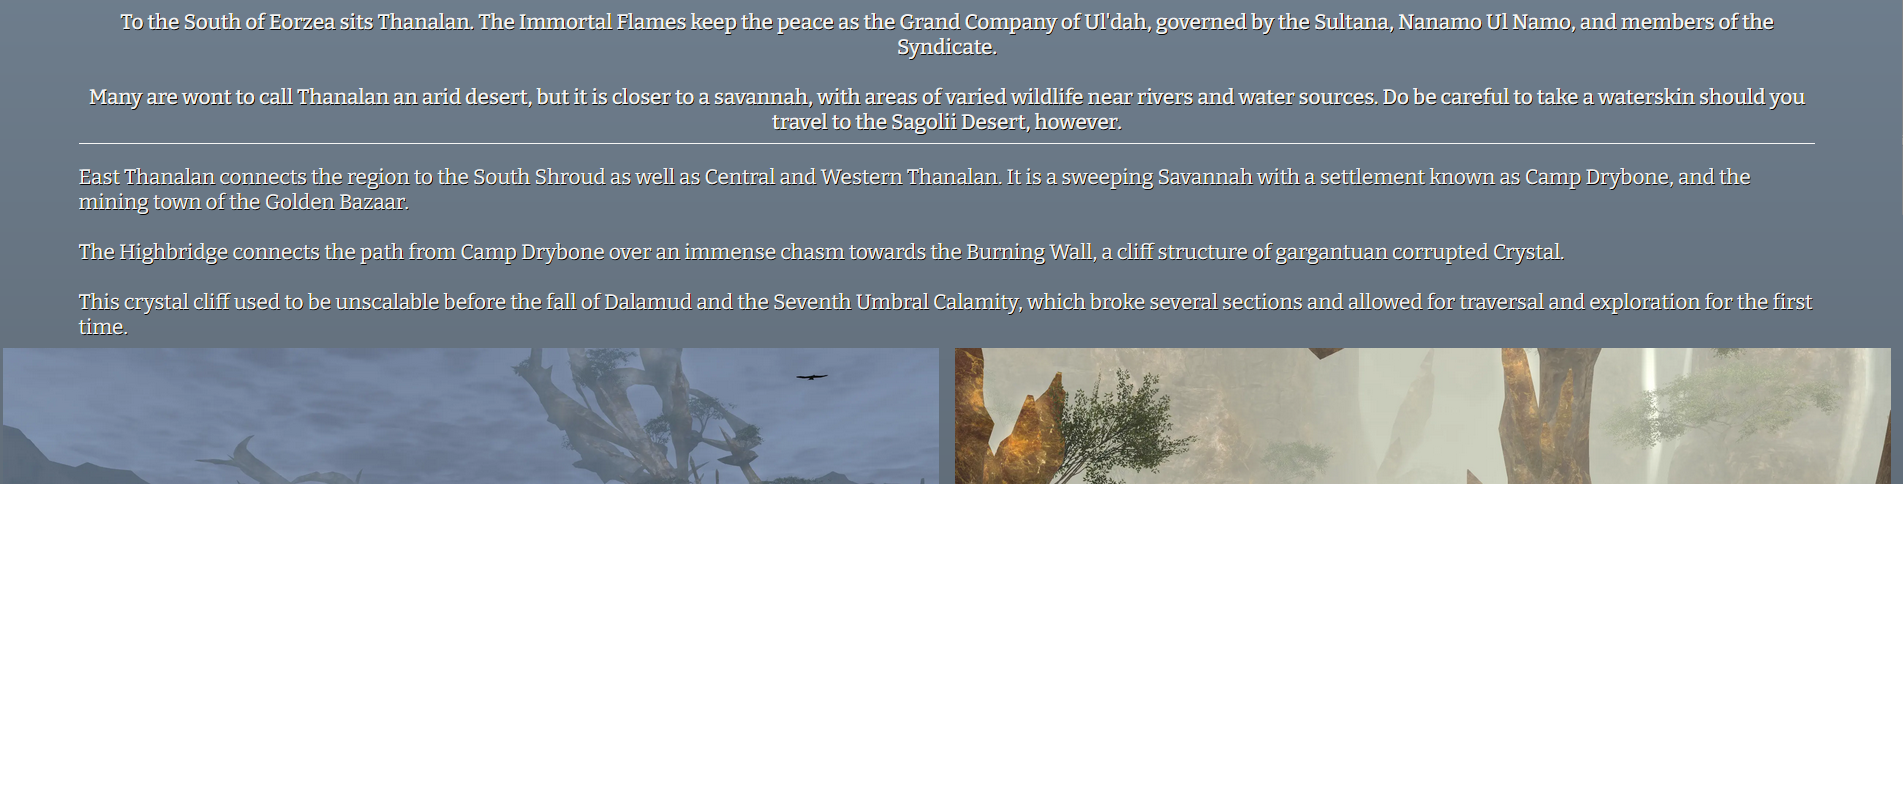 To the South of Eorzea sits Thanalan. The Immortal Flames keep the peace as the Grand Company of Ul'dah, governed by the Sultana, Nanamo Ul Namo, and members of the
Syndicate.
Many are wont to call Thanalan an arid desert, but it is closer to a savannah, with areas of varied wildlife near rivers and water sources. Do be careful to take a waterskin should you
travel to the Sagolii Desert, however.
East Thanalan connects the region to the South Shroud as well as Central and Western Thanalan. It is a sweeping Savannah with a settlement known as Camp Drybone, and the
mining town of the Golden Bazaar.
The Highbridge connects the path from Camp Drybone over an immense chasm towards the Burning Wall, a cliff structure of gargantuan corrupted Crystal.
This crystal cliff used to be unscalable before the fall of Dalamud and the Seventh Umbral Calamity, which broke several sections and allowed for traversal and exploration for the first
time.